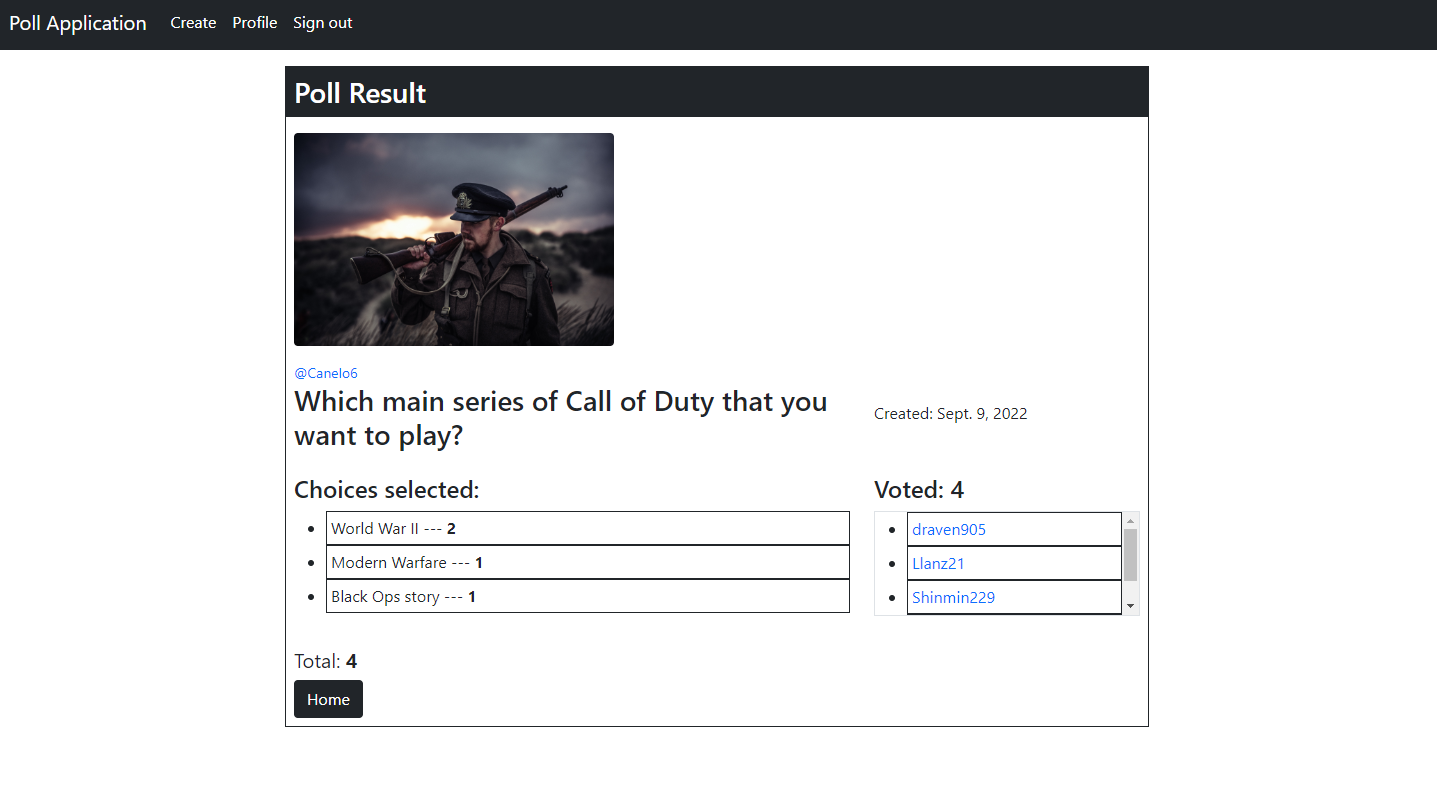 Poll Application Create Profile Sign out
Poll Result
@Canelo6
Which main series of Call of Duty that you
want to play?
Created: Sept. 9, 2022
Choices selected:
World War II --- 2
Modern Warfare --- 1
Black Ops story --- 1
Voted: 4
draven905
Llanz21
Shinmin229
Total: 4
Home